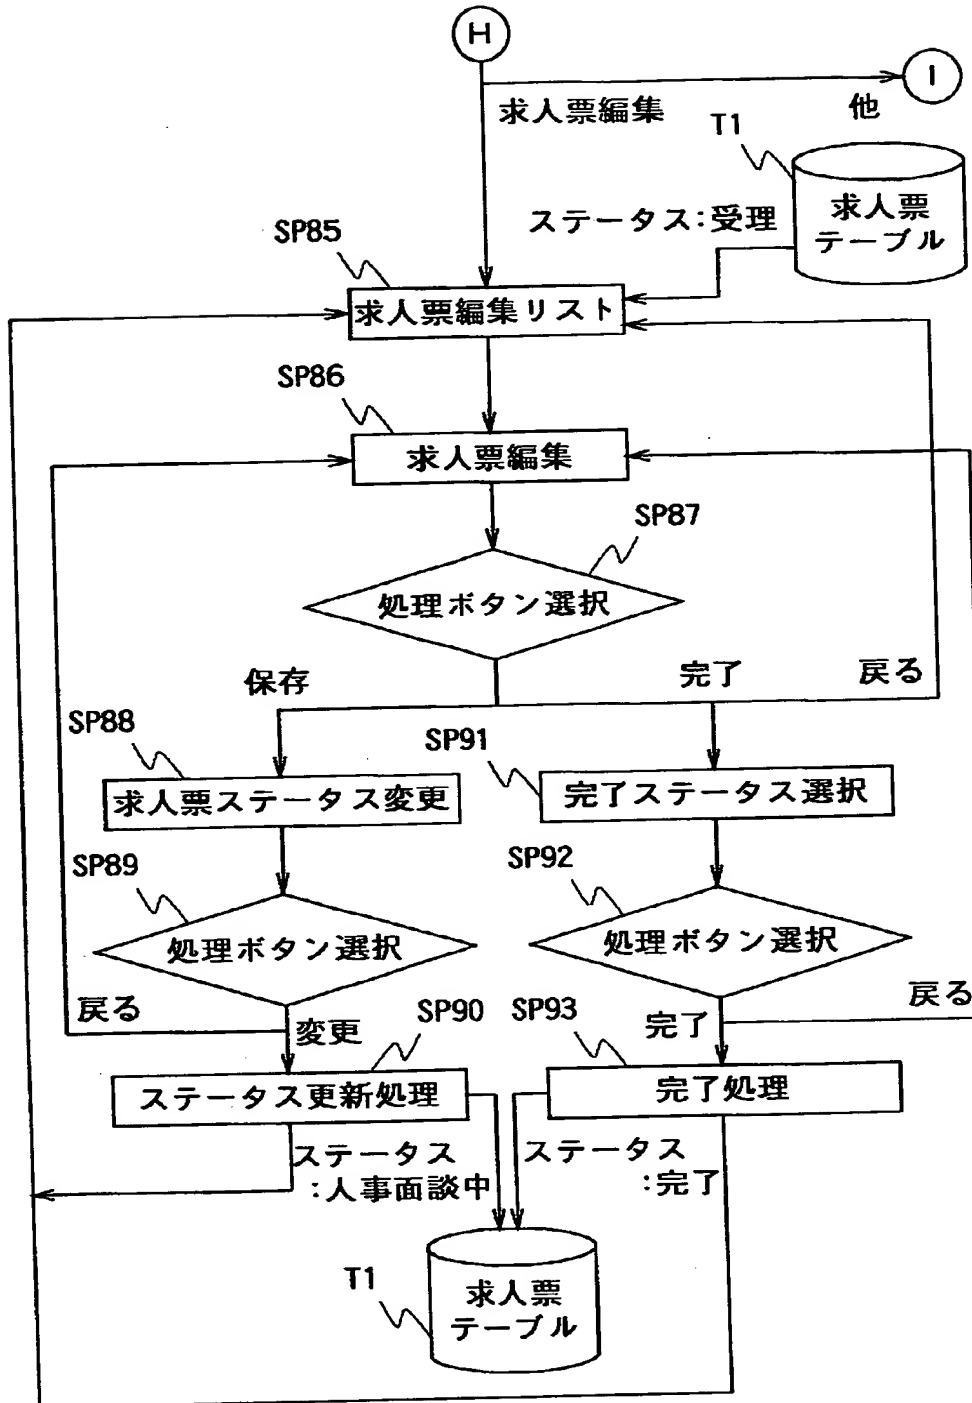 H
I
求人票編集
他
T1
求人票
テーブル
ステータス:受理
SP85
求人票編集リスト
SP86
求人票編集
SP87
処理ボタン選択
保存
完了
戻る
SP88
求人票ステータス変更
SP91
完了ステータス選択
SP89
処理ボタン選択
SP92
処理ボタン選択
戻る
変更
SP90
ステータス更新処理
SP93
完了
戻る
完了処理
ステータス
:人事面談中
ステータス
:完了
T1
求人票
テーブル